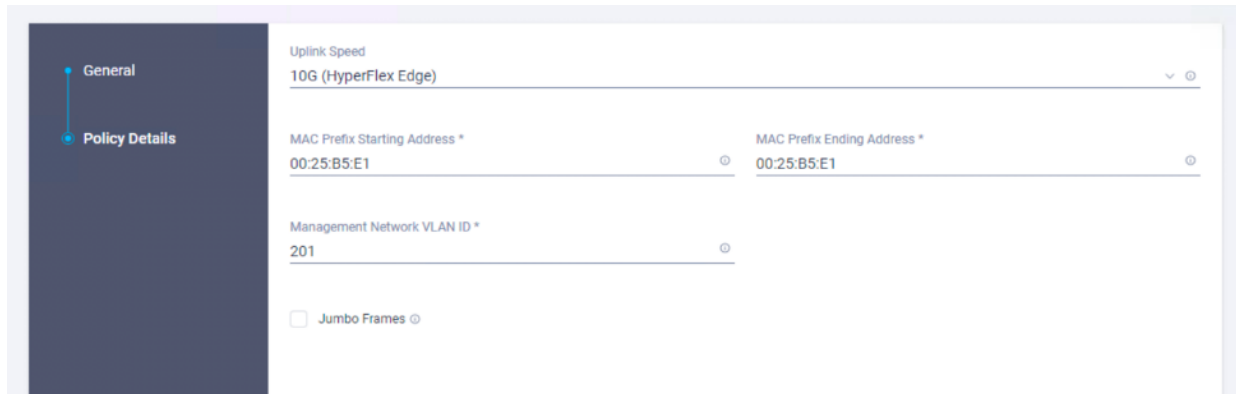 General
Policy Details
Uplink Speed
10G (HyperFlex Edge)
MAC Prefix Starting Address *
00:25:B5:E1
MAC Prefix Ending Address *
00:25:B5:E1
Management Network VLAN ID *
201
Jumbo Frames